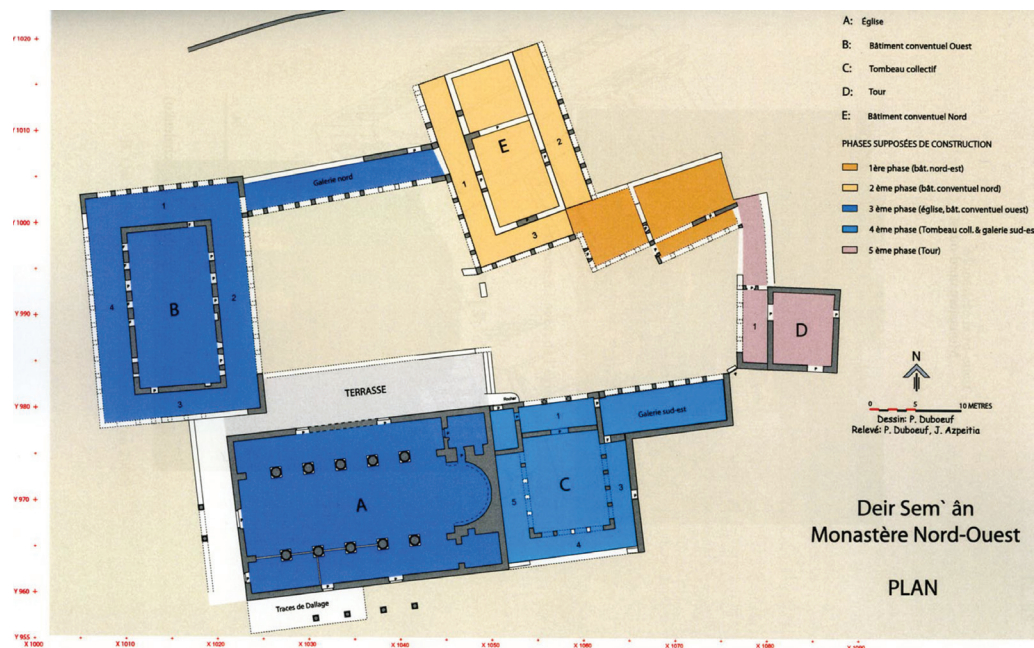 A: Église
B: Bâtiment conventuel Ouest
C: Tombeau collectif
D: Tour
E: Bâtiment conventuel Nord
PHASES SUPPOSÉES DE CONSTRUCTION
1ère phase (bât. nord-est)
2 ème phase (bât. conventuel nord)
3 ème phase (église, bât. conventuel ouest)
4 ème phase (Tombeau coll. & galerie sud-es
5 ème phase (Tour)
N
0 5 10 METRES
Dessin: P. Duboeuf
Relevé: P. Duboeuf, J. Azpeitia
Deir Sem` ân
Monastère Nord-Ouest
PLAN
Y 1020
Y 1010
Y 1000
Y 990
Y 980
Y 970
Y 960
Y 955
X 1000
X 1010
X 1020
X 1030
X 1040
X 1050
X 1060
X 1070
X 1080
Galerie nord
E
1
2
3
1
2
3
4
B
1
D
TERRASSE
Rocher
1
Galerie sud-est
A
5
C
3
4
Traces de Dallage